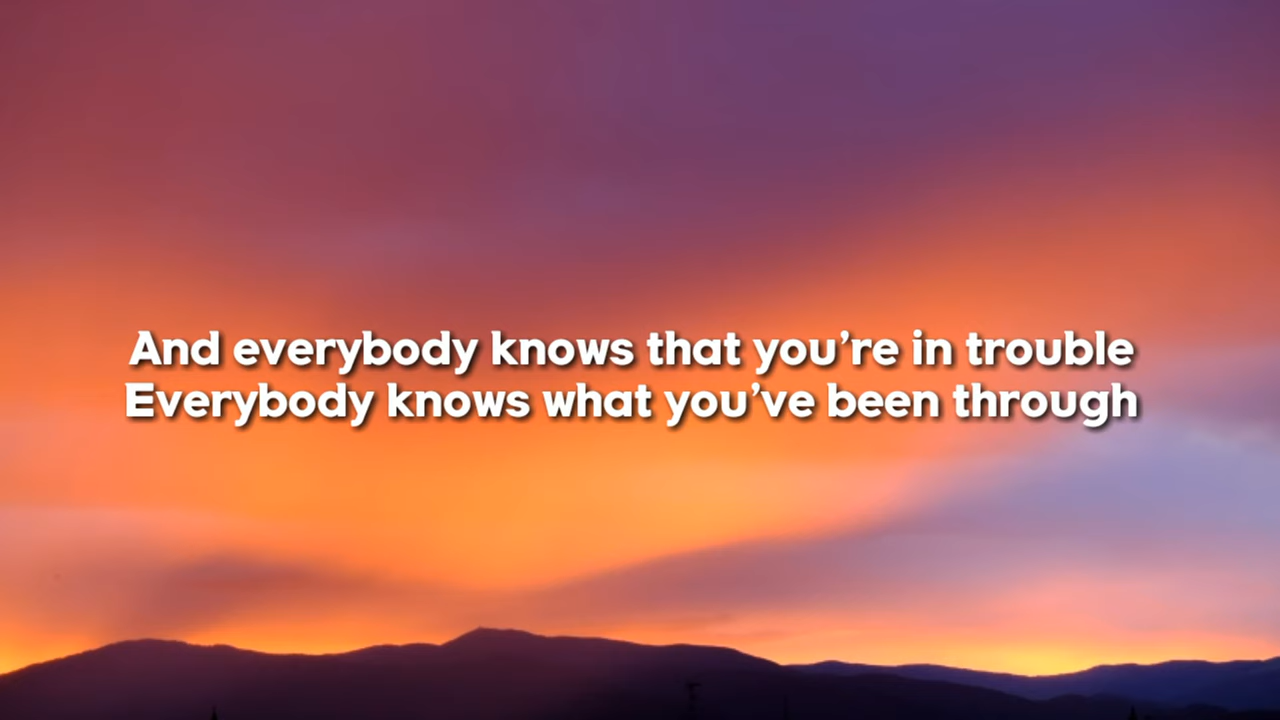 And everybody knows that you’re in trouble
Everybody knows what you’ve been through